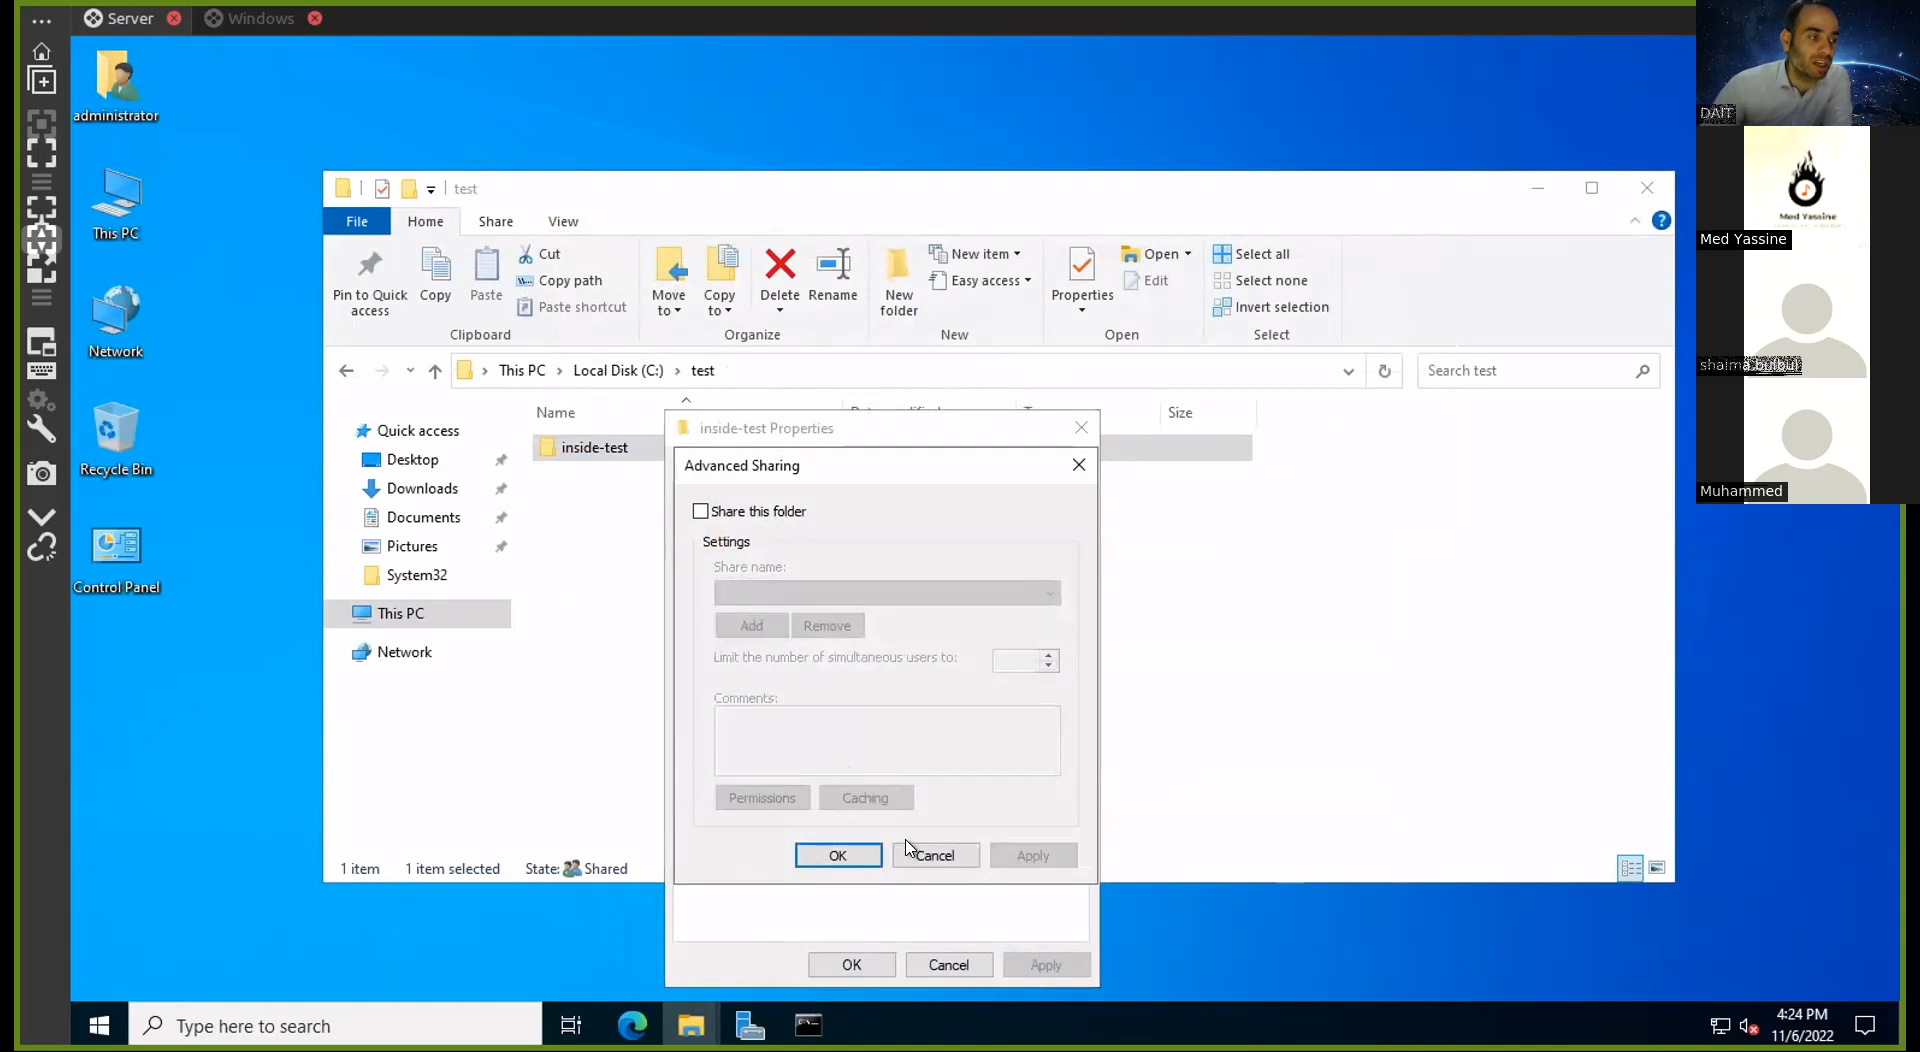 Server
Windows
administrator
This PC
Network
Recycle Bin
Control Panel
test
File
Home
Share
View
Pin to Quick access
Copy
Paste
Cut
Copy path
Paste shortcut
Clipboard
Move to
Copy to
Delete
Rename
Organize
New folder
New item
Easy access
New
Properties
Open
Edit
Open
Select all
Select none
Invert selection
Select
This PC > Local Disk (C:) > test
Search test
Name
Size
Quick access
Desktop
Downloads
Documents
Pictures
System32
This PC
Network
inside-test
inside-test Properties
Advanced Sharing
Share this folder
Settings
Share name:
Add
Remove
Limit the number of simultaneous users to:
Comments:
Permissions
Caching
OK
Cancel
Apply
OK
Cancel
Apply
1 item
1 item selected
State:
Shared
Type here to search
4:24 PM
11/6/2022
DAIT
Med Yassine
Med Yassine
Muhammed